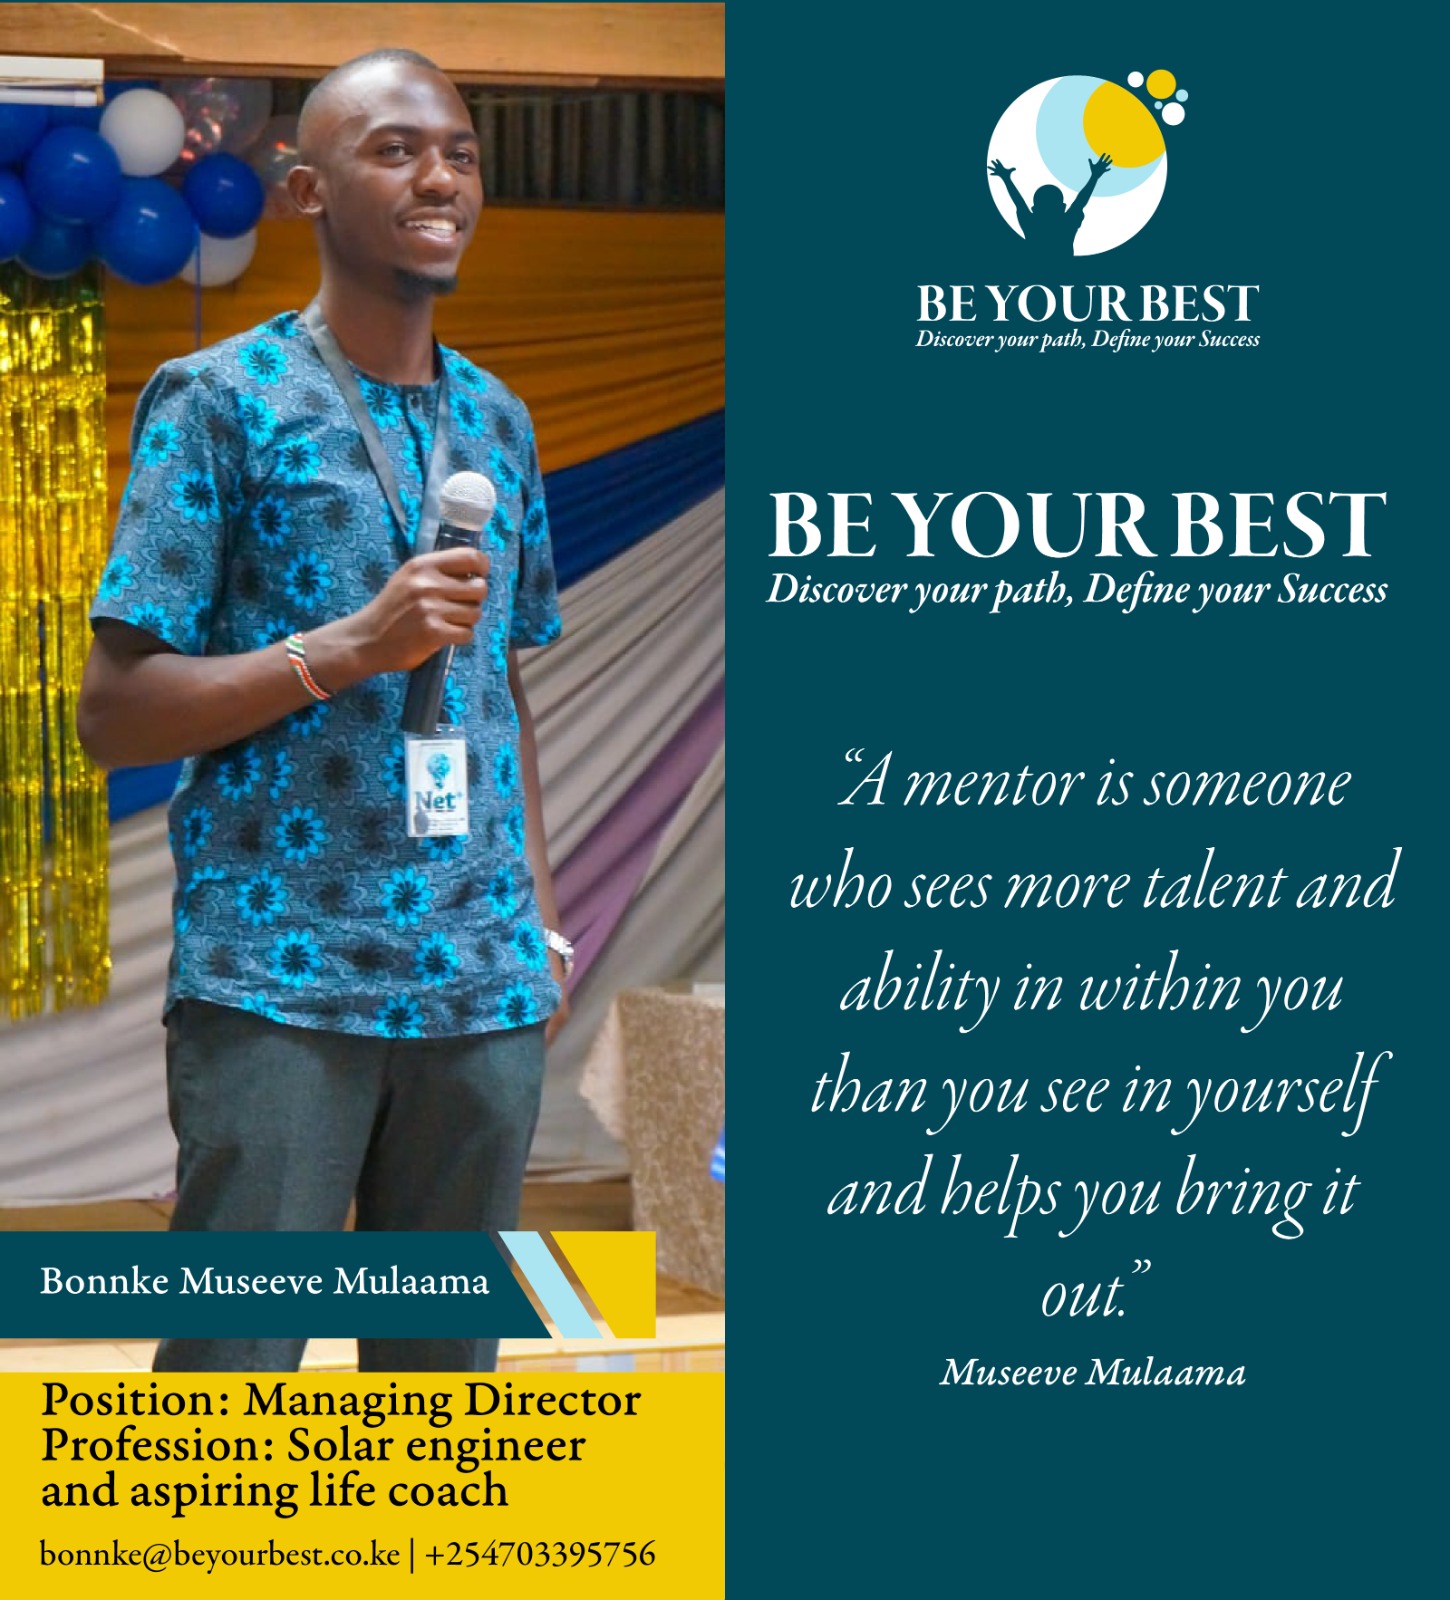 Net
Bonnke Museeve Mulaama
Position: Managing Director
Profession: Solar engineer
and aspiring life coach
bonnke@beyourbest.co.ke | +254703395756
BE YOUR BEST
Discover your path, Define your Success
BE YOUR BEST
Discover your path, Define your Success
“A mentor is someone
who sees more talent and
ability in within you
than you see in yourself
and helps you bring it
out.”
Museeve Mulaama